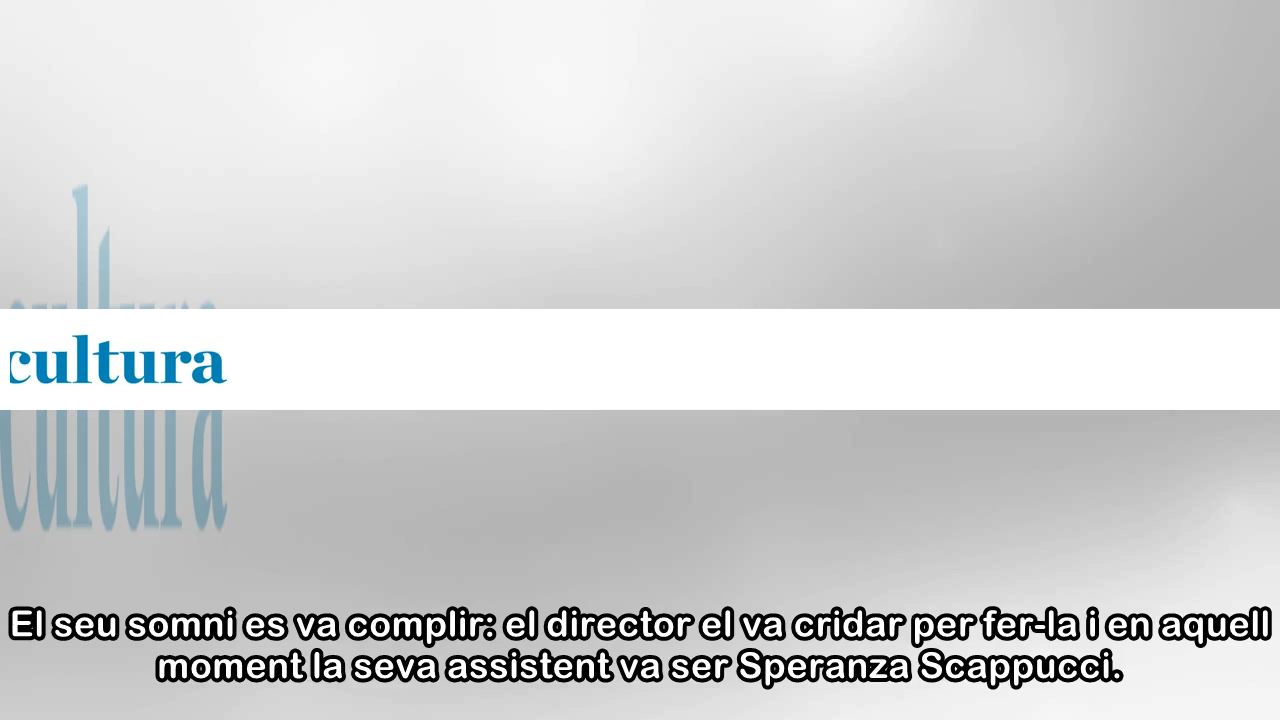 cultura
El seu somni es va complir: el director el va cridar per fer-la i en aquell
moment la seva assistent va ser Speranza Scappucci.